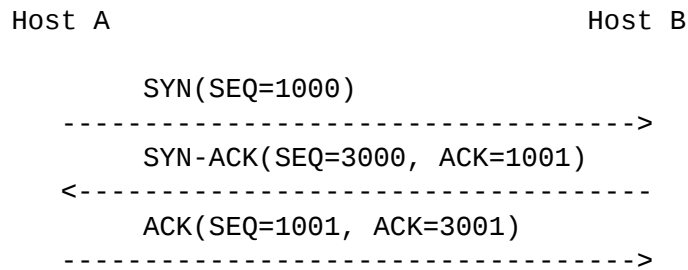 Host A Host B
SYN(SEQ=1000)
----------------------------------->
SYN-ACK(SEQ=3000, ACK=1001)
<-----------------------------------
ACK(SEQ=1001, ACK=3001)
----------------------------------->